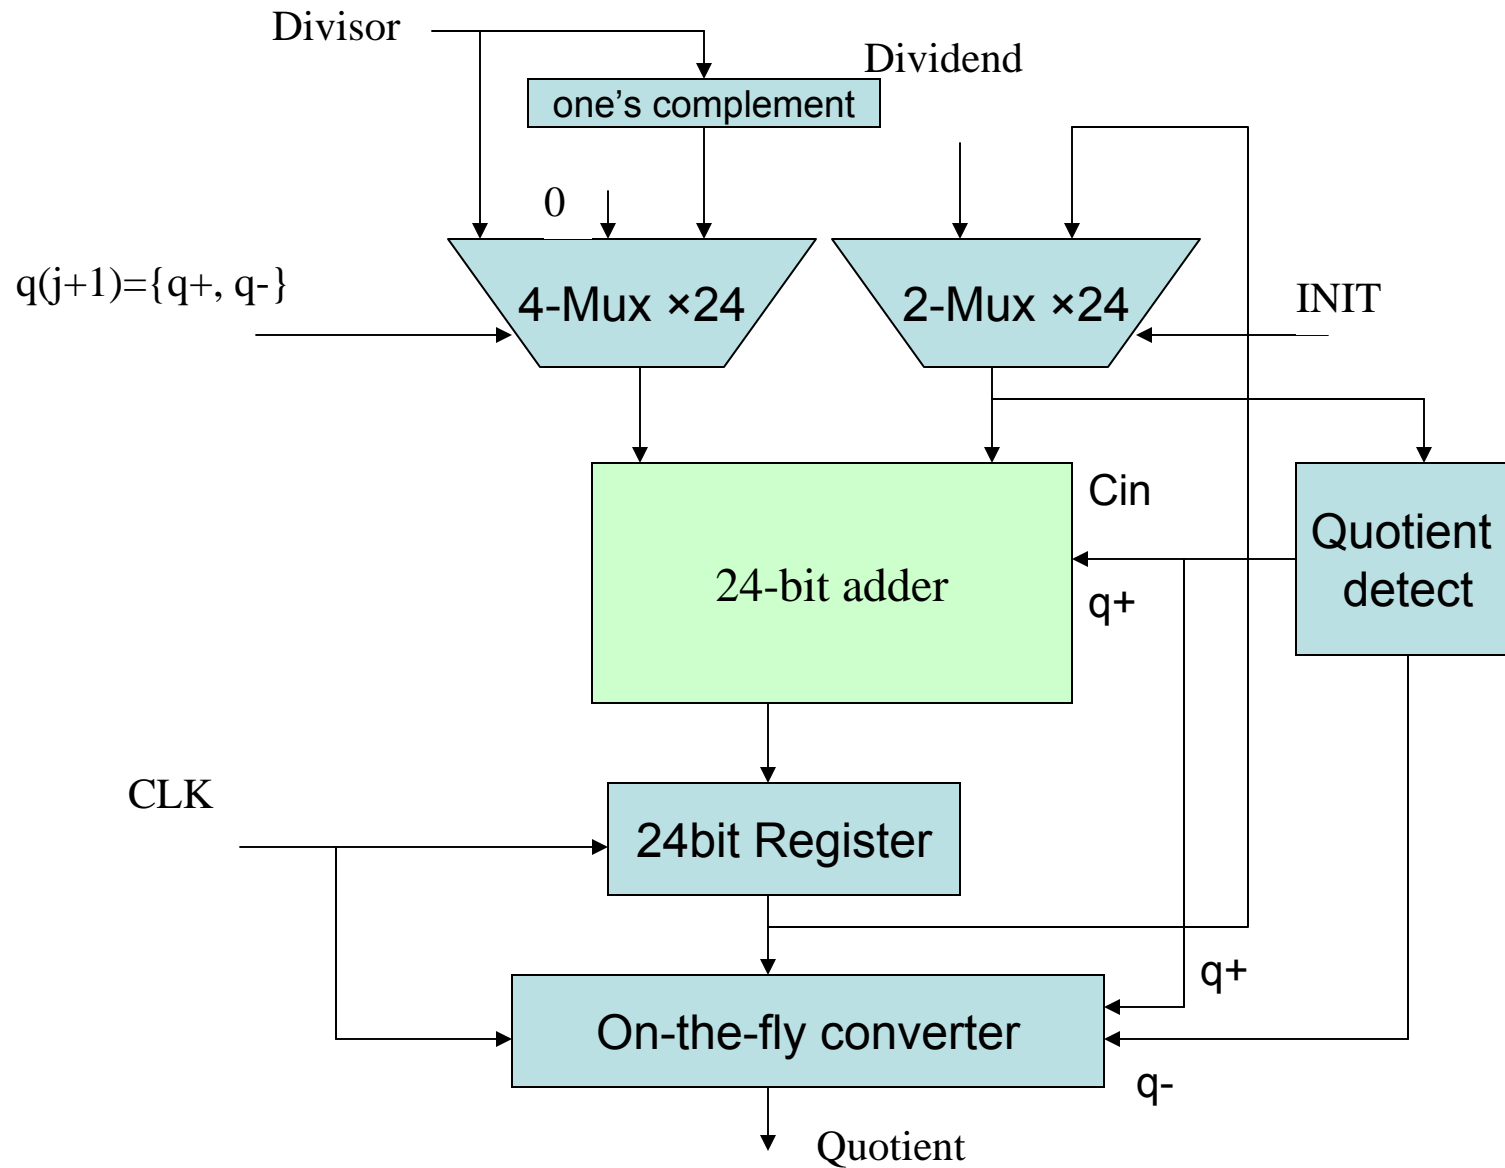 Divisor
Dividend
one's complement
0
q(j+1)={q+, q-}
4-Mux ×24
2-Mux ×24
INIT
Cin
Quotient
detect
24-bit adder
q+
CLK
24bit Register
q+
On-the-fly converter
q-
Quotient